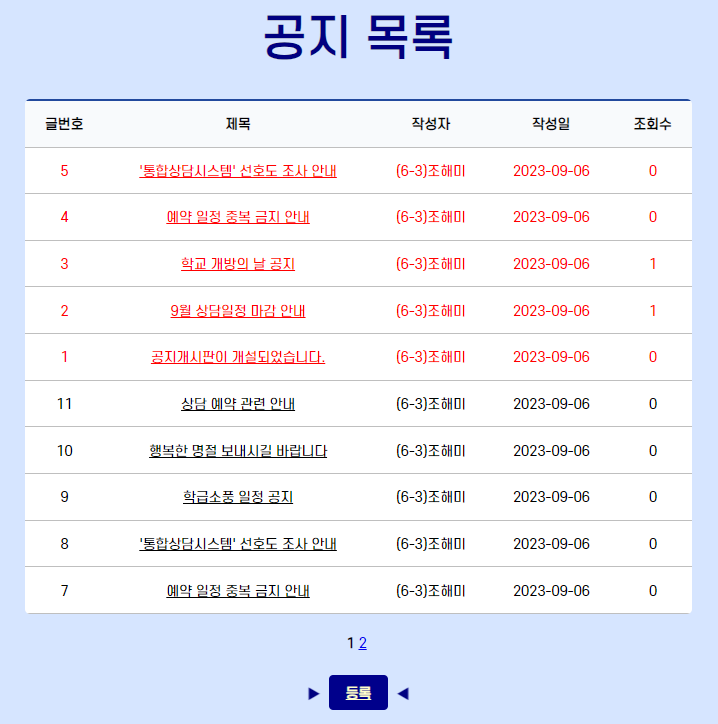 공지 목록
글번호 제목 작성자 작성일 조회수
5 '통합상담시스템' 선호도 조사 안내 (6-3)조해미 2023-09-06 0
4 예약 일정 중복 금지 안내 (6-3)조해미 2023-09-06 0
3 학교 개방의 날 공지 (6-3)조해미 2023-09-06 1
2 9월 상담일정 마감 안내 (6-3)조해미 2023-09-06 1
1 공지게시판이 개설되었습니다. (6-3)조해미 2023-09-06 0
11 상담 예약 관련 안내 (6-3)조해미 2023-09-06 0
10 행복한 명절 보내시길 바랍니다 (6-3)조해미 2023-09-06 0
9 학급소풍 일정 공지 (6-3)조해미 2023-09-06 0
8 '통합상담시스템' 선호도 조사 안내 (6-3)조해미 2023-09-06 0
7 예약 일정 중복 금지 안내 (6-3)조해미 2023-09-06 0
1 2
등록